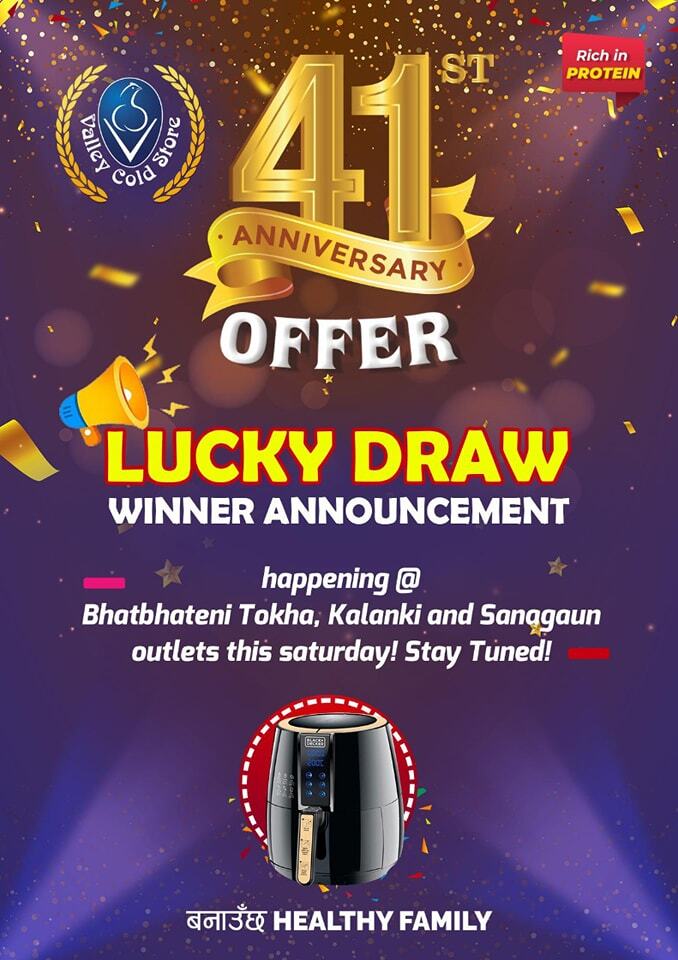 Valley Cold Store
41ST
Rich in
PROTEIN
ANNIVERSARY
OFFER
LUCKY DRAW
WINNER ANNOUNCEMENT
happening @
Bhatbhateni Tokha, Kalanki and Sanagaun
outlets this saturday! Stay Tuned!
BLACK+
DECKER
200C
बनाउँछ HEALTHY FAMILY